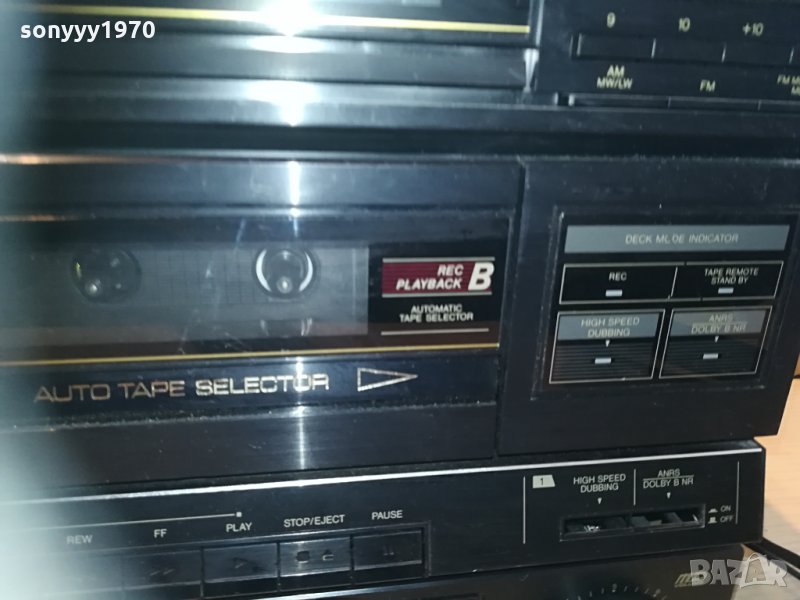 sonyyy1970
9 10 +10
AM
MW/LW
FM
REC
PLAYBACK B
AUTOMATIC
TAPE SELECTOR
AUTO TAPE SELECTOR
DECK MODE INDICATOR
REC
TAPE REMOTE
STAND BY
HIGH SPEED
DUBBING
ANRS
DOLBY B NR
REW FF PLAY STOP/EJECT PAUSE
1
HIGH SPEED
DUBBING
ANRS
DOLBY B NR
ON
OFF
BAZAR